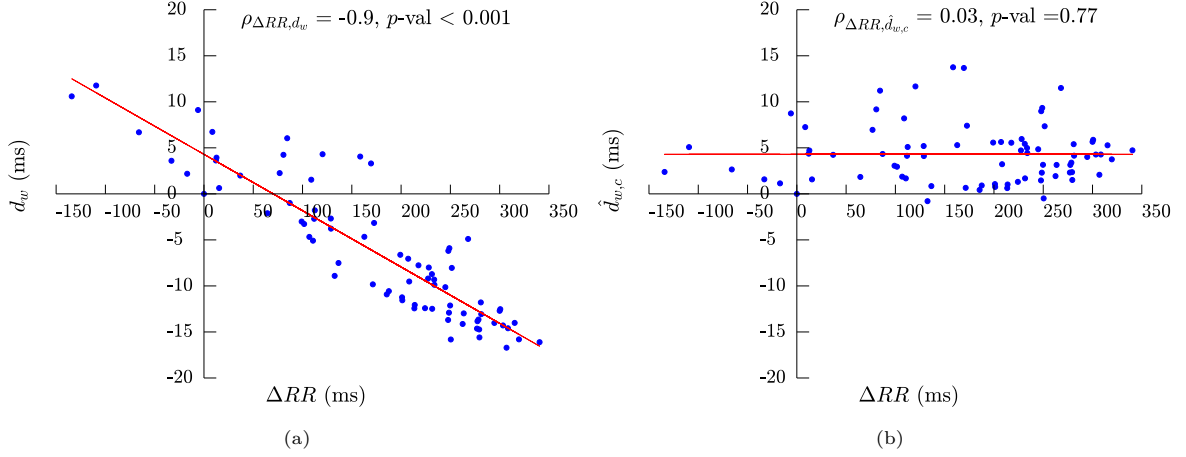 ρ_{ΔRR,d_w} = -0.9, p-val < 0.001
20
15
10
5
0
-5
-10
-15
-20
-150 -100 -50 0 50 100 150 200 250 300 350
d_w (ms)
ΔRR (ms)
(a)
ρ_{ΔRR,d̂_{w,c}} = 0.03, p-val =0.77
20
15
10
5
0
-5
-10
-15
-20
-150 -100 -50 0 50 100 150 200 250 300 350
d̂_{w,c} (ms)
ΔRR (ms)
(b)